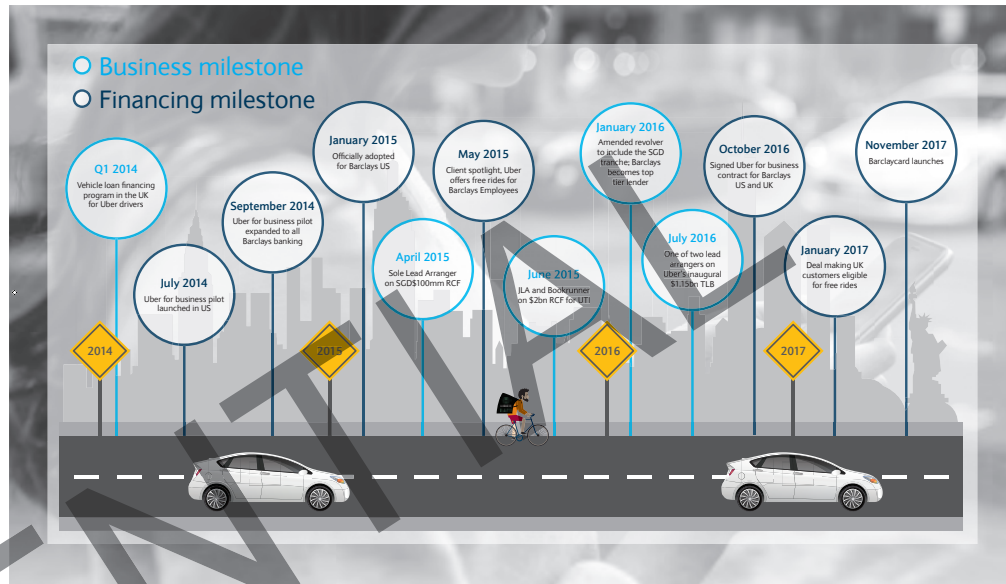 Business milestone
Financing milestone
Q1 2014
Vehicle loan financing
program in the UK
for Uber drivers
July 2014
Uber for business pilot
launched in US
September 2014
Uber for business pilot
expanded to all
Barclays banking
January 2015
Officially adopted
for Barclays US
April 2015
Sole Lead Arranger
on SGD$100mm RCF
May 2015
Client spotlight, Uber
offers free rides for
Barclays Employees
June 2015
JLA and Bookrunner
on $2bn RCF for UTI
January 2016
Amended revolver
to include the SGD
tranche; Barclays
becomes top
tier lender
July 2016
One of two lead
arrangers on
Uber's inaugural
$1.15bn TLB
October 2016
Signed Uber for business
contract for Barclays
US and UK
January 2017
Deal making UK
customers eligible
for free rides
November 2017
Barclaycard launches
2014
2015
2016
2017
NTIAL